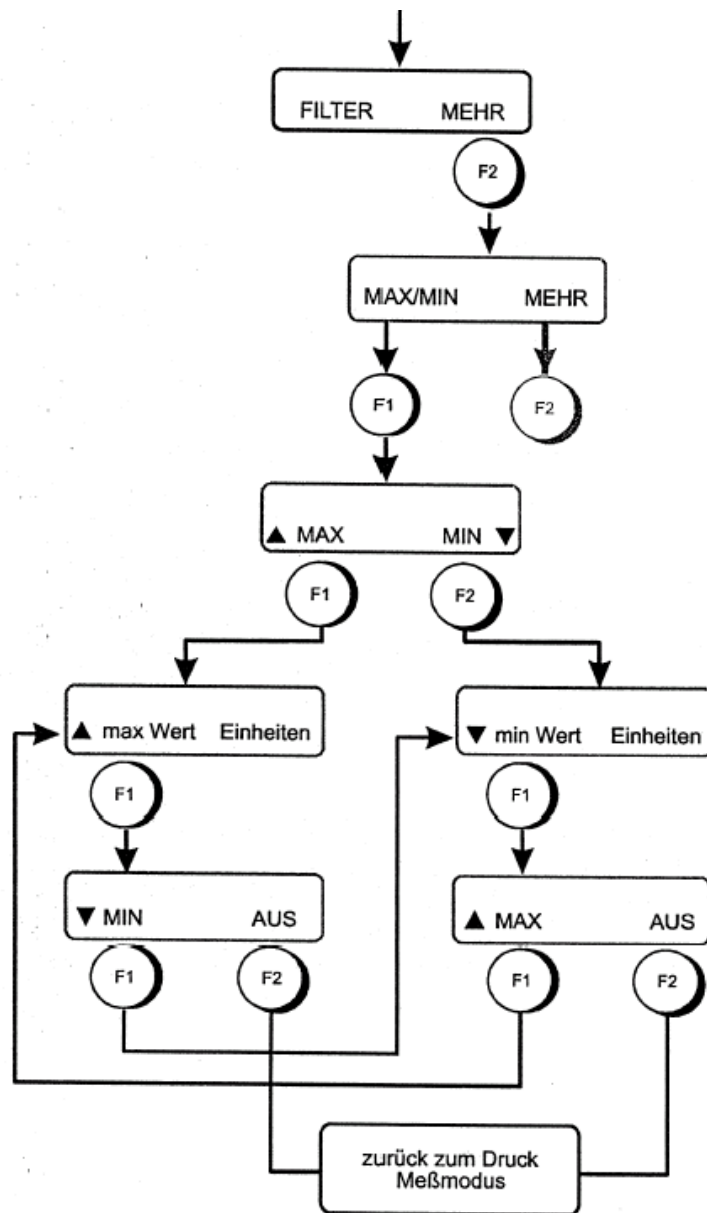 FILTER MEHR
F2
MAX/MIN MEHR
F1 F2
▲ MAX MIN ▼
F1 F2
▲ max Wert Einheiten
▼ min Wert Einheiten
F1
F1
▼ MIN AUS
▲ MAX AUS
F1 F2
F1 F2
zurück zum Druck
Meßmodus